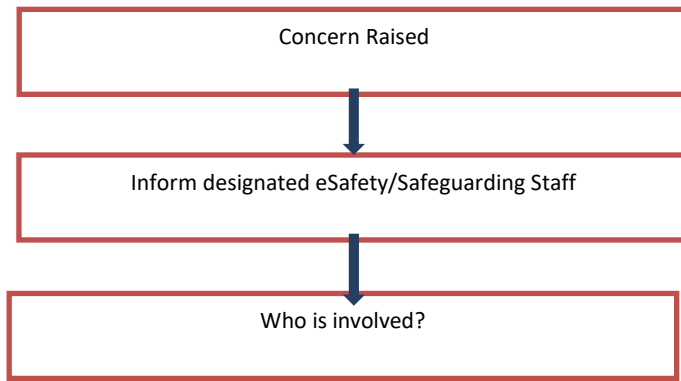 Concern Raised
Inform designated eSafety/Safeguarding Staff
Who is involved?